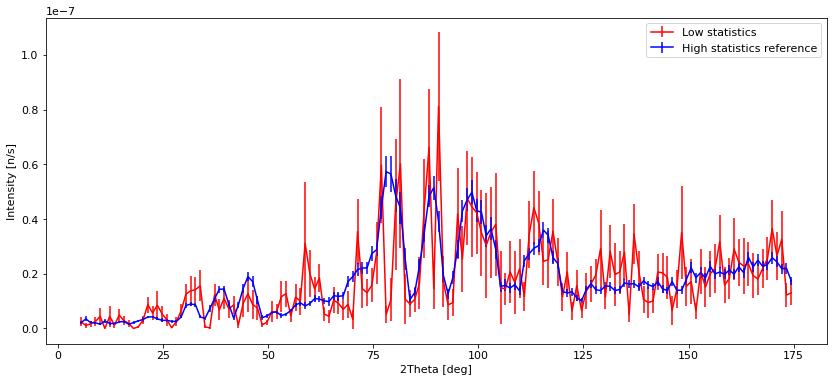 1e−7
Low statistics
High statistics reference
1.0
0.8
0.6
0.4
0.2
0.0
Intensity [n/s]
0 25 50 75 100 125 150 175
2Theta [deg]